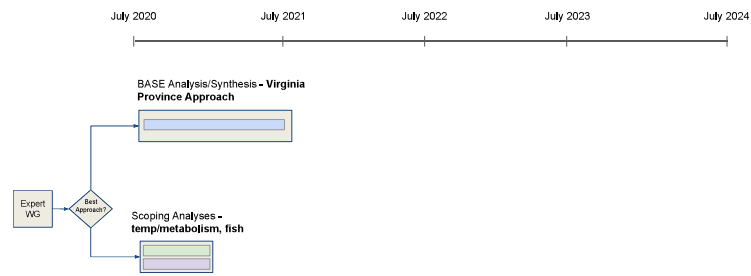 July 2020 July 2021 July 2022 July 2023 July 2024
BASE Analysis/Synthesis - Virginia
Province Approach
Expert
WG
Best
Approach?
Scoping Analyses -
temp/metabolism, fish